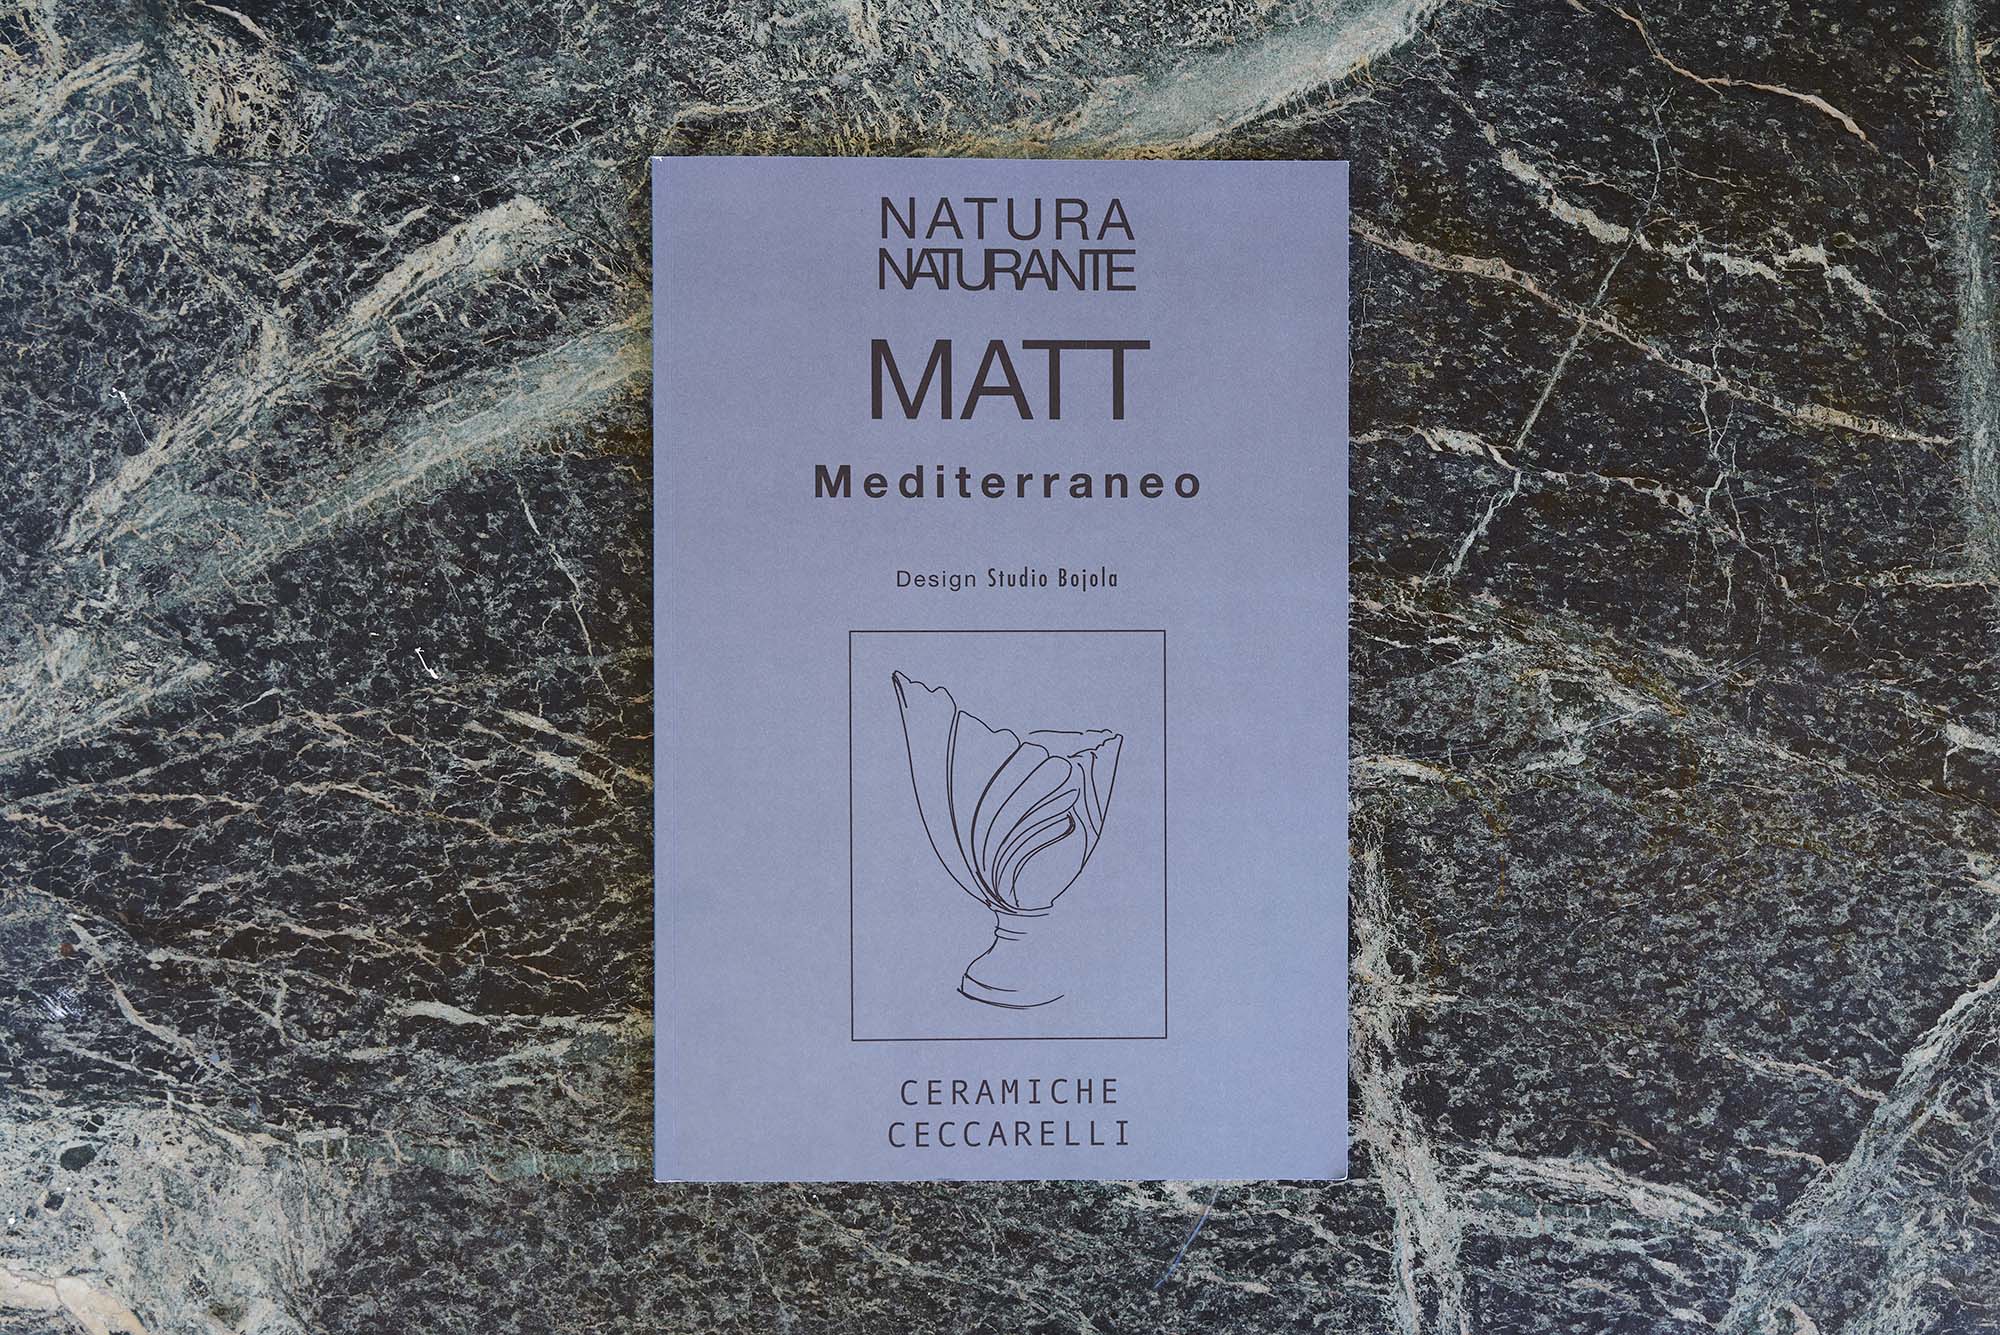 NATURA
NATURANTE
MATT
Mediterraneo
Design Studio Bojola
CERAMICHE
CECCARELLI